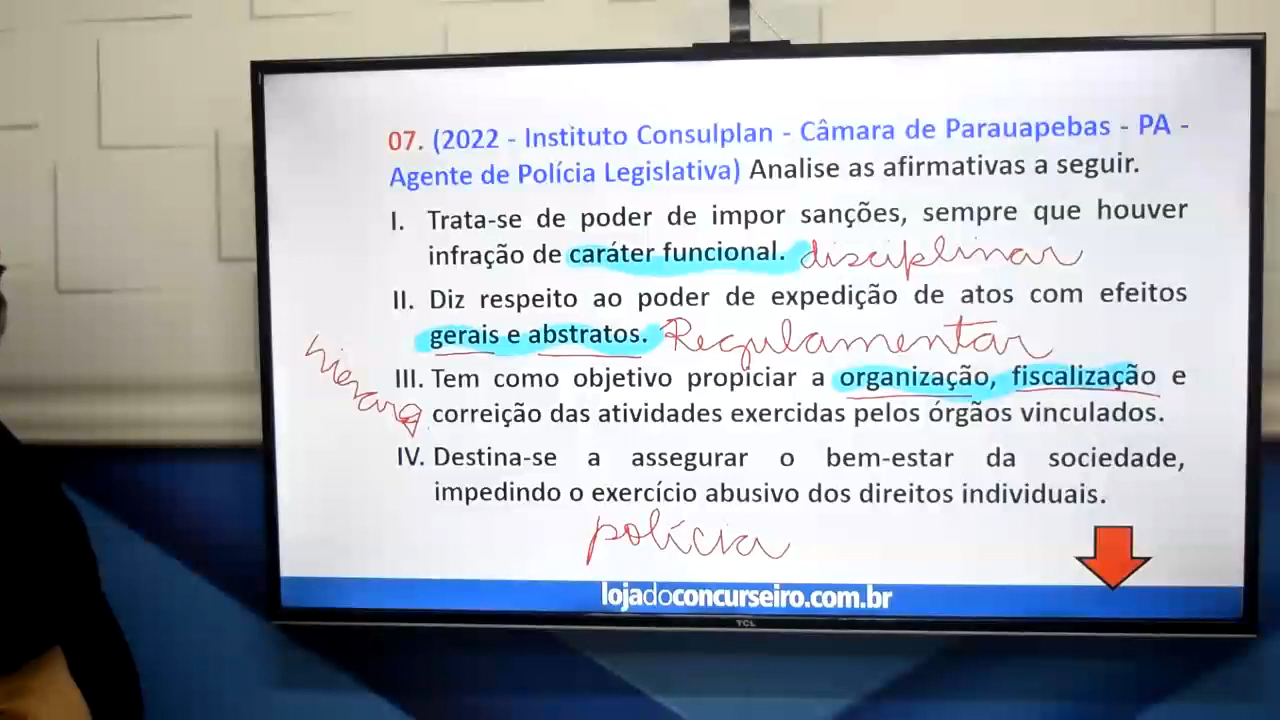 07. (2022 - Instituto Consulplan - Câmara de Parauapebas - PA -
Agente de Polícia Legislativa) Analise as afirmativas a seguir.
I. Trata-se de poder de impor sanções, sempre que houver
infração de caráter funcional. disciplinar
II. Diz respeito ao poder de expedição de atos com efeitos
gerais e abstratos. Regulamentar
hierarq
III. Tem como objetivo propiciar a organização, fiscalização e
correição das atividades exercidas pelos órgãos vinculados.
IV. Destina-se a assegurar o bem-estar da sociedade,
impedindo o exercício abusivo dos direitos individuais.
polícia
lojadoconcurseiro.com.br
TCL